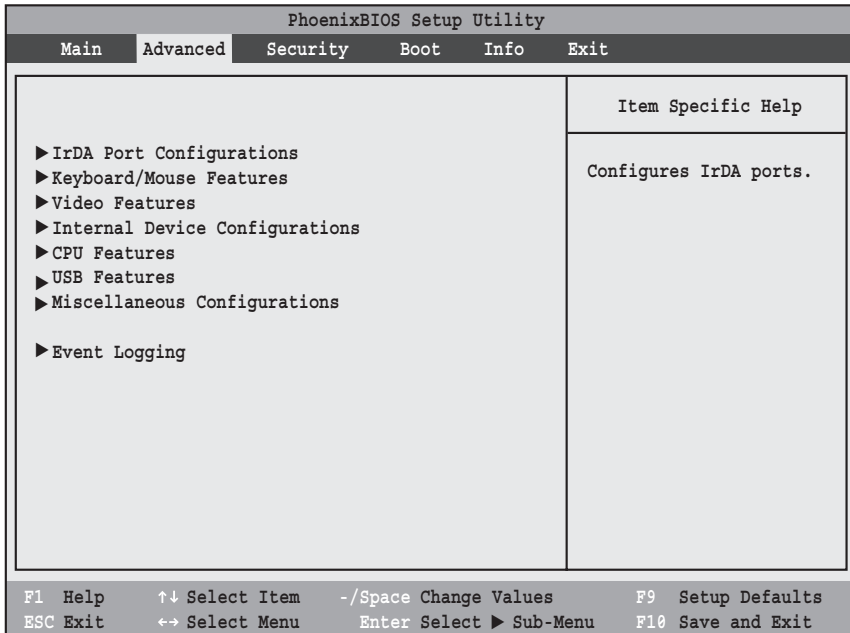 PhoenixBIOS Setup Utility
Main Advanced Security Boot Info Exit
Item Specific Help
Configures IrDA ports.
▶IrDA Port Configurations
▶Keyboard/Mouse Features
▶Video Features
▶Internal Device Configurations
▶CPU Features
▶USB Features
▶Miscellaneous Configurations
▶Event Logging
F1 Help ↑↓ Select Item -/Space Change Values F9 Setup Defaults
ESC Exit ←→ Select Menu Enter Select ▶ Sub-Menu F10 Save and Exit